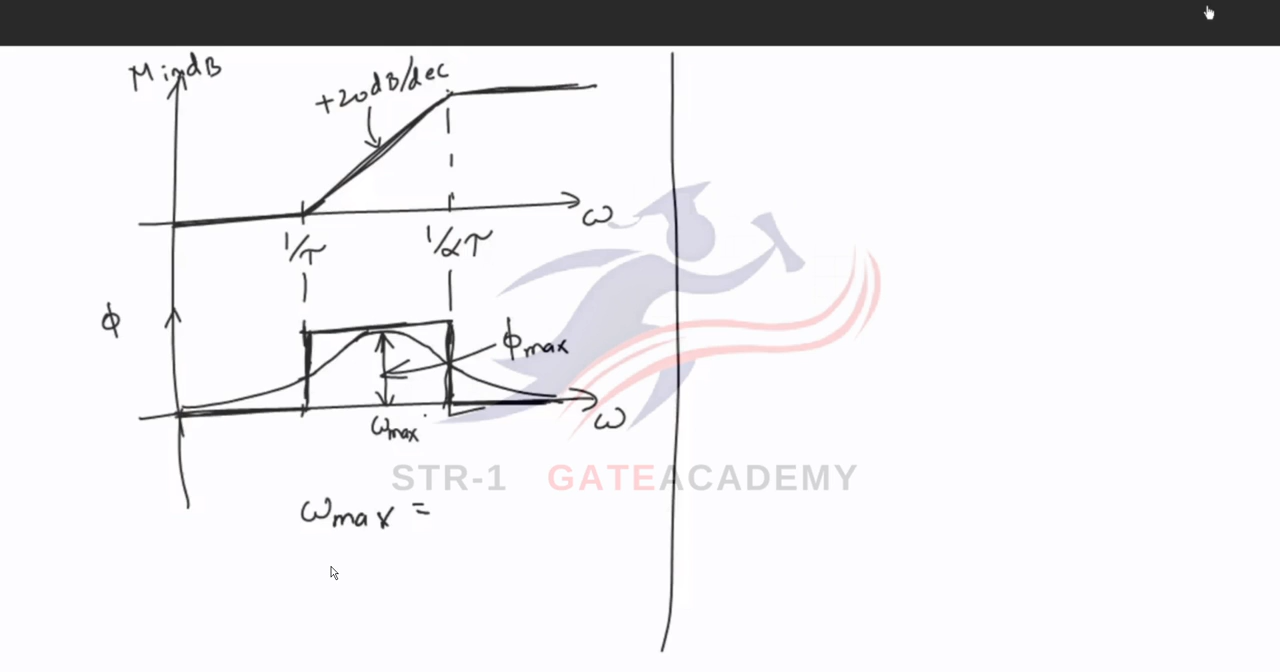 M in dB
+20dB/dec
ω
1/τ
1/ατ
ϕ
ϕmax
ωmax
ω
STR-1 GATEACADEMY
ωmax =